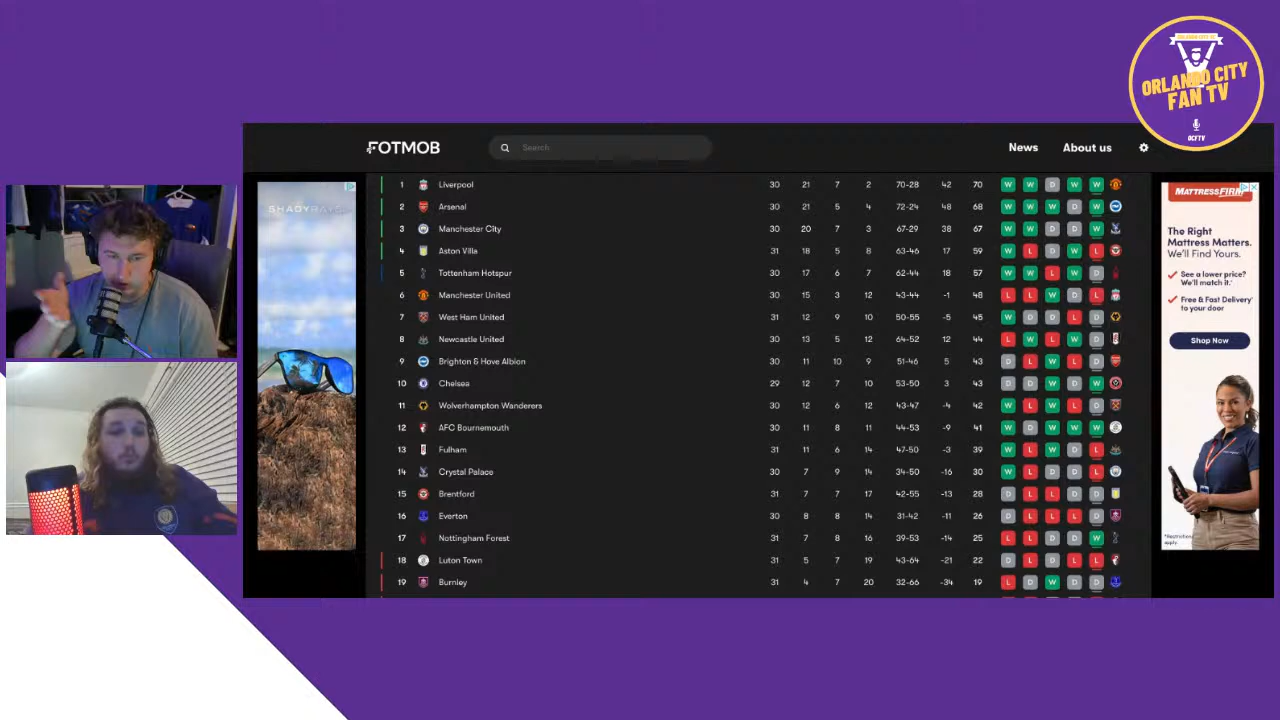 ORLANDO CITY SC
ORLANDO CITY
FAN TV
OCFTV
FOTMOB
Search
News
About us
1 Liverpool 30 21 7 2 70-28 42 70 W W D W W
2 Arsenal 30 21 5 4 72-24 48 68 W W W D W
3 Manchester City 30 20 7 3 67-29 38 67 W W D D W
4 Aston Villa 31 18 5 8 63-46 17 59 W L D W L
5 Tottenham Hotspur 30 17 6 7 62-44 18 57 W W L W D
6 Manchester United 30 15 3 12 43-44 -1 48 L L W D L
7 West Ham United 31 12 9 10 50-55 -5 45 W D D L D
8 Newcastle United 30 13 5 12 64-52 12 44 L W L W D
9 Brighton & Hove Albion 30 11 10 9 51-46 5 43 D L W L D
10 Chelsea 29 12 7 10 53-50 3 43 D D W D W
11 Wolverhampton Wanderers 30 12 6 12 43-47 -4 42 W L W L D
12 AFC Bournemouth 30 11 8 11 44-53 -9 41 W D W W W
13 Fulham 31 11 6 14 47-50 -3 39 W L W D L
14 Crystal Palace 30 7 9 14 34-50 -16 30 W L D D L
15 Brentford 31 7 7 17 42-55 -13 28 D L L D D
16 Everton 30 8 8 14 31-42 -11 26 D L L L D
17 Nottingham Forest 31 7 8 16 39-53 -14 25 L L D D W
18 Luton Town 31 5 7 19 43-64 -21 22 D L D L L
19 Burnley 31 4 7 20 32-66 -34 19 L D W D D
SHADY RAYS
MATTRESSFIRM
The Right
Mattress Matters.
We'll Find Yours.
See a lower price?
We'll match it.*
Free & Fast Delivery*
to your door
Shop Now
*Restrictions
apply.